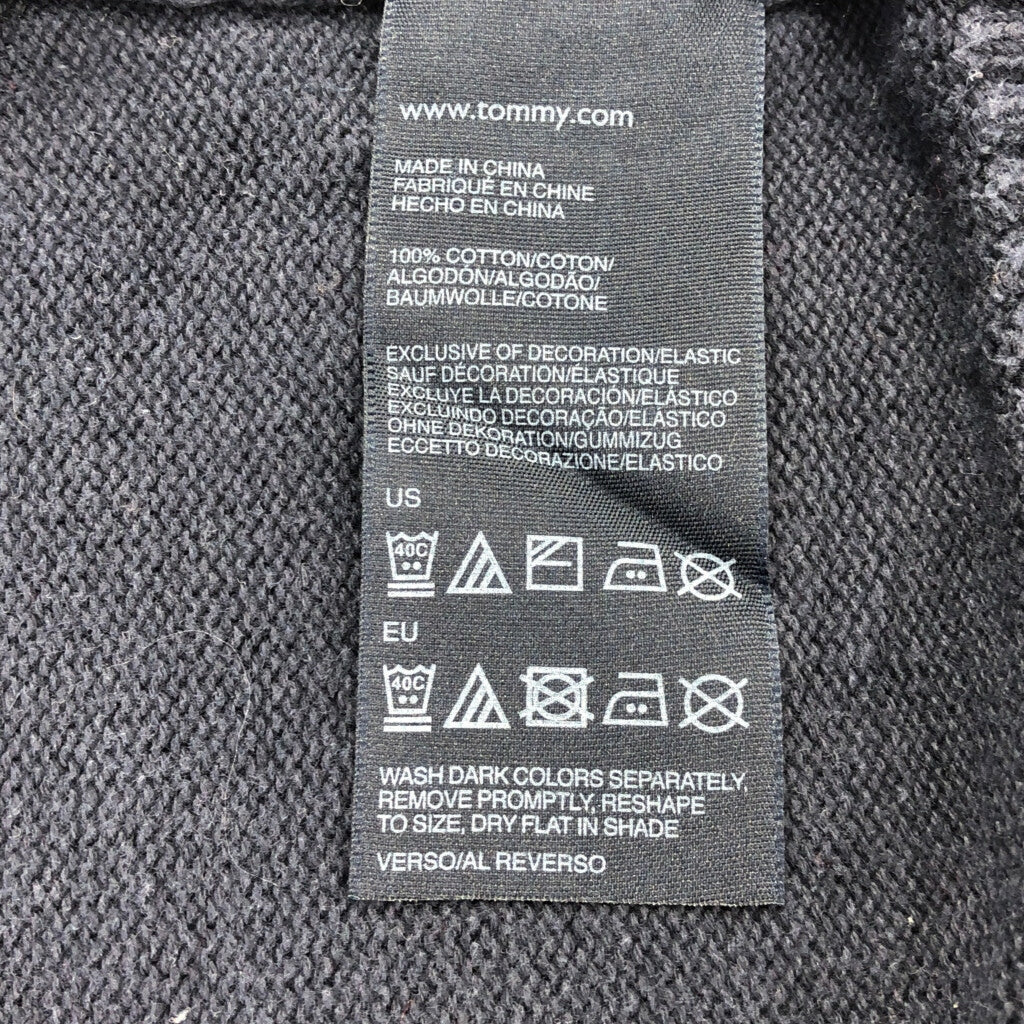 www.tommy.com
MADE IN CHINA
FABRIQUÉ EN CHINE
HECHO EN CHINA
100% COTTON/COTON/
ALGODÓN/ALGODÃO/
BAUMWOLLE/COTONE
EXCLUSIVE OF DECORATION/ELASTIC
SAUF DÉCORATION/ÉLASTIQUE
EXCLUYE LA DECORACIÓN/ELÁSTICO
EXCLUINDO DECORAÇÃO/ELÁSTICO
OHNE DEKORATION/GUMMIZUG
ECCETTO DECORAZIONE/ELASTICO
US
40C
EU
40C
WASH DARK COLORS SEPARATELY,
REMOVE PROMPTLY, RESHAPE
TO SIZE, DRY FLAT IN SHADE
VERSO/AL REVERSO